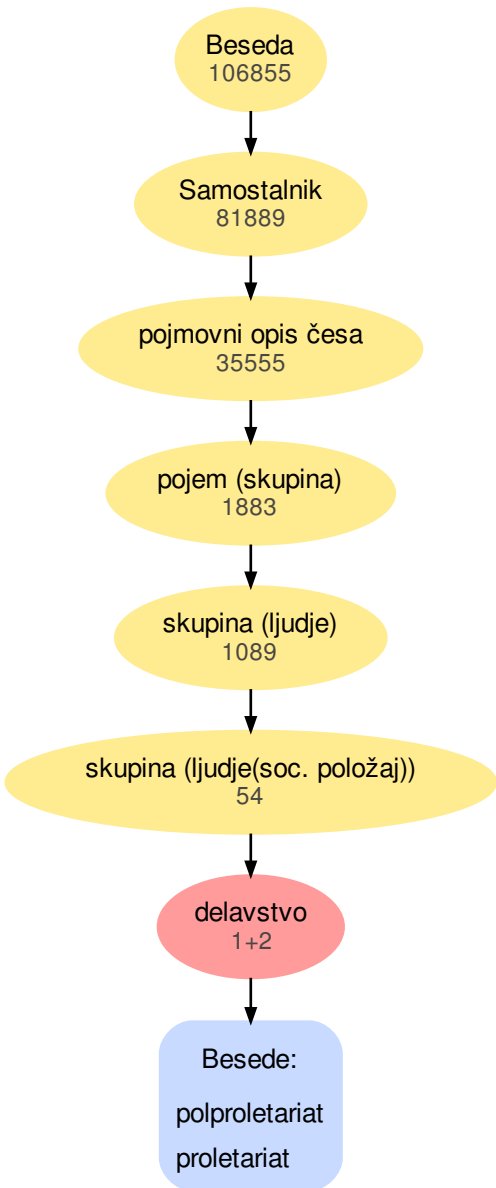 Beseda
106855
Samostalnik
81889
pojmovni opis česa
35555
pojem (skupina)
1883
skupina (ljudje)
1089
skupina (ljudje(soc. položaj))
54
delavstvo
1+2
Besede:
polproletariat
proletariat